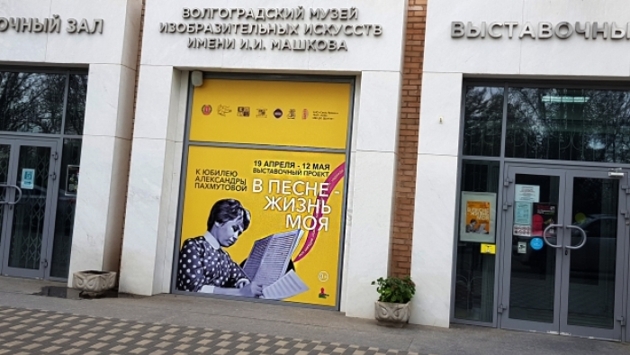 ОЧНЫЙ ЗАЛ
ВОЛГОГРАДСКИЙ МУЗЕЙ
ИЗОБРАЗИТЕЛЬНЫХ ИСКУССТВ
ИМЕНИ И.И. МАШКОВА
ВЫСТАВОЧНЫ
19 АПРЕЛЯ - 12 МАЯ
ВЫСТАВОЧНЫЙ ПРОЕКТ
К ЮБИЛЕЮ
АЛЕКСАНДРЫ
ПАХМУТОВОЙ
В ПЕСНЕ -
ЖИЗНЬ
МОЯ